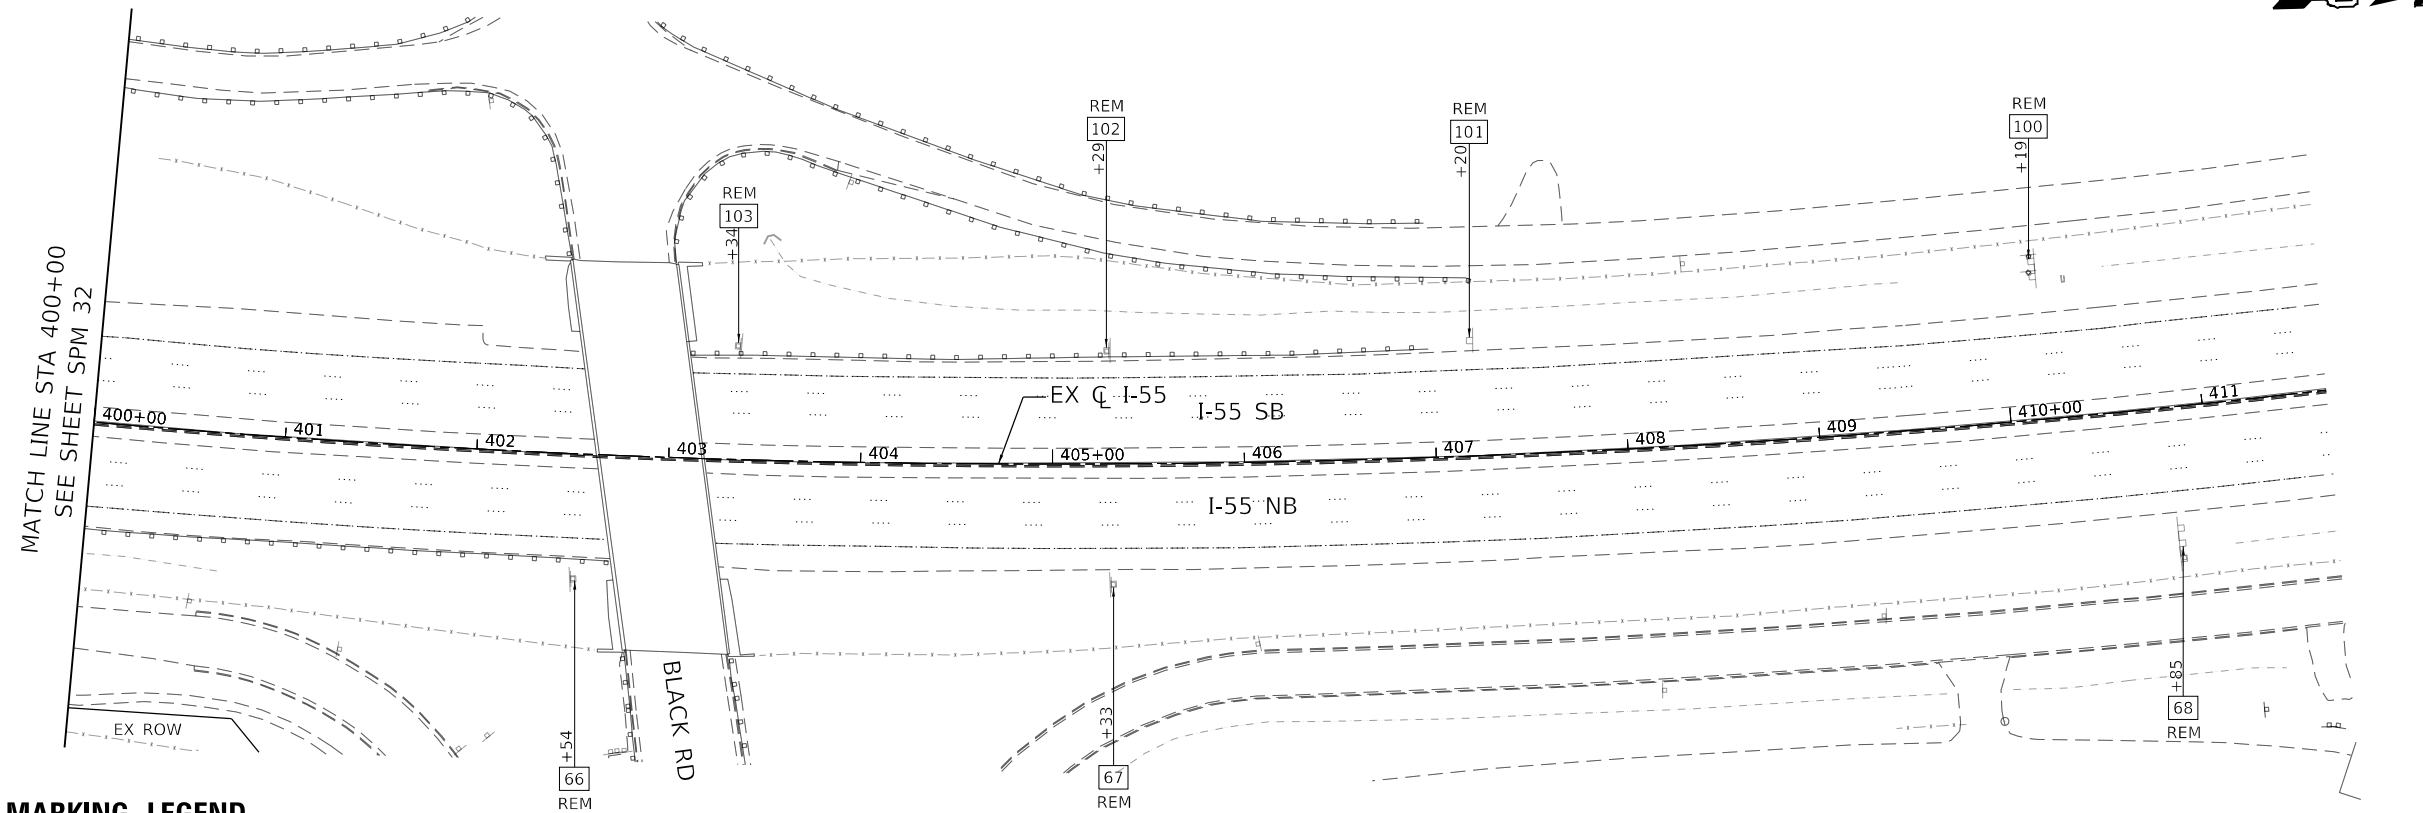 REM
102
+29
REM
101
+20
REM
100
+19
REM
103
+34
MATCH LINE STA 400+00
SEE SHEET SPM 32
EX ℄ I-55
I-55 SB
400+00
401
402
403
404
405+00
406
407
408
409
410+00
411
I-55 NB
BLACK RD
EX ROW
+54
66
REM
+33
67
REM
+85
68
REM
MARKING LEGEND